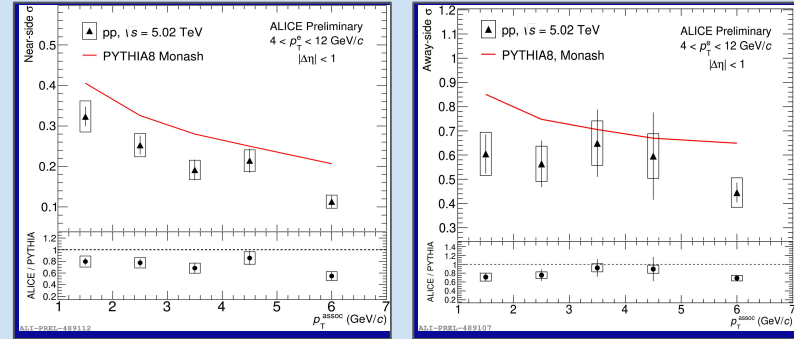 Near-side σ
pp, √s = 5.02 TeV
PYTHIA8 Monash
ALICE Preliminary
4 < p_T^e < 12 GeV/c
|Δη| < 1
0.5
0.4
0.3
0.2
0.1
ALICE / PYTHIA
1.2
1
0.8
0.6
0.4
0.2
1 2 3 4 5 6 7
p_T^assoc (GeV/c)
ALI-PREL-489112
Away-side σ
pp, √s = 5.02 TeV
PYTHIA8, Monash
ALICE Preliminary
4 < p_T^e < 12 GeV/c
|Δη| < 1
1.2
1.1
1
0.9
0.8
0.7
0.6
0.5
0.4
0.3
ALICE / PYTHIA
1.4
1.2
1
0.8
0.6
0.4
0.2
1 2 3 4 5 6 7
p_T^assoc (GeV/c)
ALI-PREL-489107